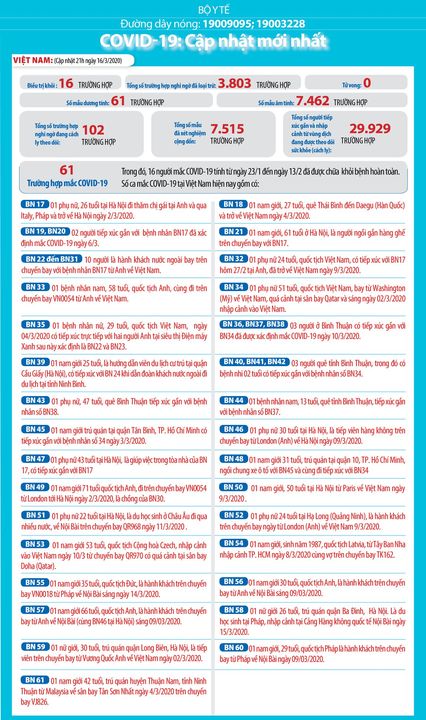 BỘ Y TẾ
Đường dây nóng: 19009095; 19003228
COVID-19: Cập nhật mới nhất
VIỆT NAM: (Cập nhật 21h ngày 16/3/2020)
Điều trị khỏi: 16 TRƯỜNG HỢP
Tổng số trường hợp nghi ngờ đã loại trừ: 3.803 TRƯỜNG HỢP
Tử vong: 0
Số mẫu dương tính: 61 TRƯỜNG HỢP
Số mẫu âm tính: 7.462 TRƯỜNG HỢP
Tổng số trường hợp nghi ngờ đang cách ly theo dõi: 102 TRƯỜNG HỢP
Tổng số mẫu đã xét nghiệm cộng dồn: 7.515 TRƯỜNG HỢP
Tổng số người tiếp xúc gần và nhập cảnh từ vùng dịch đang được theo dõi sức khỏe (cách ly): 29.929 TRƯỜNG HỢP
61
Trường hợp mắc COVID-19
Trong đó, 16 người mắc COVID-19 tính từ ngày 23/1 đến ngày 13/2 đã được chữa khỏi bệnh hoàn toàn.
Số ca mắc COVID-19 tại Việt Nam hiện nay gồm có:
BN 17 01 phụ nữ, 26 tuổi tại Hà Nội đi thăm chị gái tại Anh và qua
Italy, Pháp và trở về Hà Nội ngày 2/3/2020.
BN 18 01 nam giới, 27 tuổi, quê Thái Bình đến Daegu (Hàn Quốc)
và trở về Việt Nam ngày 4/3/2020.
BN 19, BN20 02 người tiếp xúc gần với bệnh nhân BN17 đã xác
định mắc COVID-19 ngày 6/3.
BN 21 01 nam giới, 61 tuổi ở Hà Nội, là người ngồi gần hàng ghế
trên chuyến bay với BN17.
BN 22 đến BN31 10 người là hành khách nước ngoài bay trên
chuyến bay với bệnh nhân BN17 từ Anh về Việt Nam.
BN 32 01 phụ nữ 24 tuổi, quốc tịch Việt Nam, có tiếp xúc với BN17
hôm 27/2 tại Anh, đã trở về Việt Nam ngày 9/3/2020.
BN 33 01 bệnh nhân nam, 58 tuổi, quốc tịch Anh, cùng đi trên
chuyến bay VN0054 từ Anh về Việt Nam.
BN 34 01 phụ nữ 51 tuổi, quốc tịch Việt Nam, bay từ Washington
(Mỹ) về Việt Nam, quá cảnh tại sân bay Qatar và sáng ngày 02/3/2020
nhập cảnh vào Việt Nam.
BN 35 01 bệnh nhân nữ, 29 tuổi, quốc tịch Việt Nam, ngày
04/3/2020 có tiếp xúc trực tiếp với hai người Anh tại siêu thị Điện máy
Xanh sau này xác định là BN22 và BN23.
BN 36, BN37, BN38 03 người ở Bình Thuận có tiếp xúc gần với
BN34 đã được xác định mắc COVID-19 ngày 10/3/2020.
BN 39 01 nam giới 25 tuổi, là hướng dẫn viên du lịch cư trú tại quận
Cầu Giấy (Hà Nội), có tiếp xúc với BN 24 khi dẫn đoàn khách nước ngoài đi
du lịch tại tỉnh Ninh Bình.
BN 40, BN41, BN42 03 người quê tỉnh Bình Thuận, trong đó có
bệnh nhi 02 tuổi có tiếp xúc gần với bệnh nhân số BN34.
BN 43 01 phụ nữ, 47 tuổi, quê Bình Thuận tiếp xúc gần với bệnh
nhân số BN38.
BN 44 01 bệnh nhân nam, 13 tuổi, quê tỉnh Bình Thuận, tiếp xúc gần
với bệnh nhân số BN37.
BN 45 01 nam giới trú quán tại quận Tân Bình, TP. Hồ Chí Minh có
tiếp xúc gần với bệnh nhân số 34 ngày 3/3/2020.
BN 46 01 phụ nữ 30 tuổi tại Hà Nội, là tiếp viên hàng không trên
chuyến bay từ London (Anh) về Hà Nội ngày 09/3/2020.
BN 47 01 phụ nữ 43 tuổi tại Hà Nội, là giúp việc trong tòa nhà của BN
17, có tiếp xúc gần với BN17
BN 48 01 nam giới, 31 tuổi, trú quán tại quận 10, TP. Hồ Chí Minh,
ngồi chung xe ô tô với BN45 và cùng đi tiếp xúc với BN34
BN 49 01 nam giới 71 tuổi quốc tịch Anh, đi trên chuyến bay VN0054
từ London tới Hà Nội ngày 2/3/2020, là chồng của BN30.
BN 50 01 nam giới, 50 tuổi tại Hà Nội từ Paris về Việt Nam ngày
9/3/2020 .
BN 51 01 phụ nữ 22 tuổi tại Hà Nội, là du học sinh ở Châu Âu đi qua
nhiều nước, về Nội Bài trên chuyến bay QR968 ngày 11/3/2020 .
BN 52 01 phụ nữ 24 tuổi tại Hạ Long (Quảng Ninh), là hành khách
trên chuyến bay ngày từ London (Anh) về Việt Nam 9/3/2020.
BN 53 01 nam giới 53 tuổi, quốc tịch Cộng hoà Czech, nhập cảnh
vào Việt Nam ngày 10/3 từ chuyến bay QR970 có quá cảnh tại sân bay
Doha (Qatar).
BN 54 01 nam giới, sinh năm 1987, quốc tịch Latvia, từ Tây Ban Nha
nhập cảnh TP. HCM ngày 8/3/2020 cùng vợ trên chuyến bay TK162.
BN 55 01 nam giới 35 tuổi, quốc tịch Đức, là hành khách trên chuyến
bay VN0018 từ Pháp về Nội Bài sáng ngày 14/3/2020.
BN 56 01 nam giới 30 tuổi, quốc tịch Anh, là hành khách trên chuyến bay từ
Anh về Nội Bài sáng 09/03/2020.
BN 57 01 nam giới 66 tuổi, quốc tịch Anh, là hành khách trên chuyến
bay từ Anh về Nội Bài (cùng BN46 tại Hà Nội) sáng 09/03/2020.
BN 58 01 nữ giới 26 tuổi, trú quán quận Ba Đình, Hà Nội. Là du
học sinh tại Pháp, nhập cảnh tại Cảng Hàng không quốc tế Nội Bài ngày
15/3/2020.
BN 59 01 nữ giới, 30 tuổi, trú quán quận Long Biên, Hà Nội, là tiếp
viên trên chuyến bay từ Vương Quốc Anh về Việt Nam ngày 02/3/2020.
BN 60 01 nam giới, 29 tuổi, quốc tịch Pháp là hành khách trên chuyến
bay từ Pháp về Nội Bài ngày 09/03/2020.
BN 61 01 nam giới 42 tuổi, trú quán huyện Thuận Nam, tỉnh Ninh
Thuận từ Malaysia về sân bay Tân Sơn Nhất ngày 4/3/2020 trên chuyến
bay VJ826.